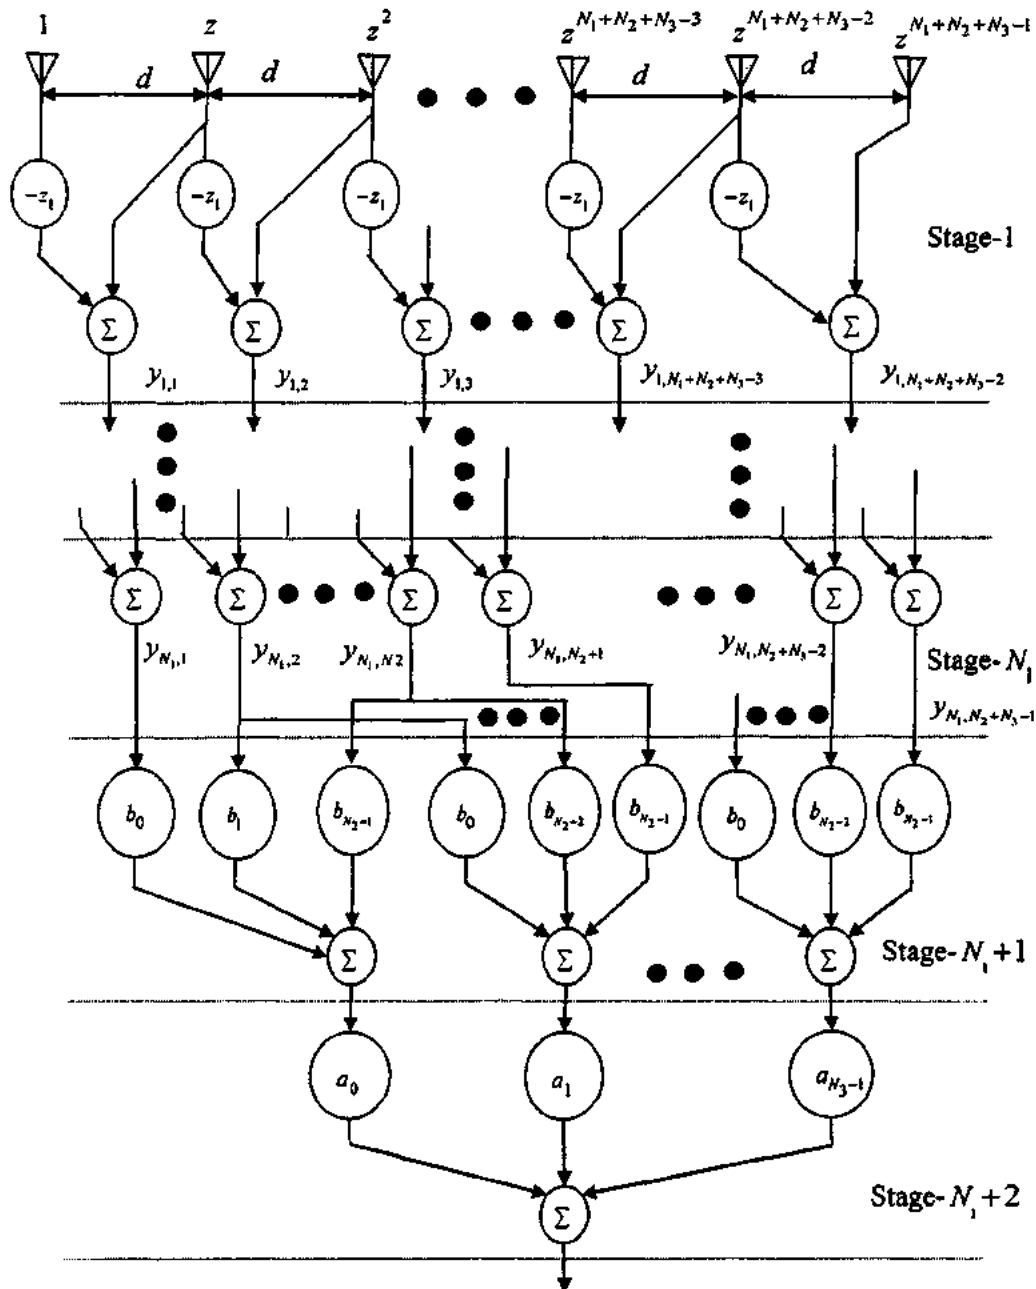 1 z z^2 z^{N_1+N_2+N_3-3} z^{N_1+N_2+N_3-2} z^{N_1+N_2+N_3-1}
d d d d
-z_1 -z_1 -z_1 -z_1 -z_1
Stage-1
Σ Σ Σ Σ Σ
y_{1,1} y_{1,2} y_{1,3} y_{1,N_1+N_2+N_3-3} y_{1,N_1+N_2+N_3-2}
Σ Σ Σ Σ Σ Σ
y_{N_1,1} y_{N_1,2} y_{N_1,N2} y_{N_1,N_2+1} y_{N_1,N_2+N_3-2} Stage-N_1
y_{N_1,N_2+N_3-1}
b_0 b_1 b_{N_2-1} b_0 b_{N_2-2} b_{N_2-1} b_0 b_{N_2-2} b_{N_2-1}
Σ Σ Σ Stage-N_1+1
a_0 a_1 a_{N_3-1}
Σ Stage-N_1+2